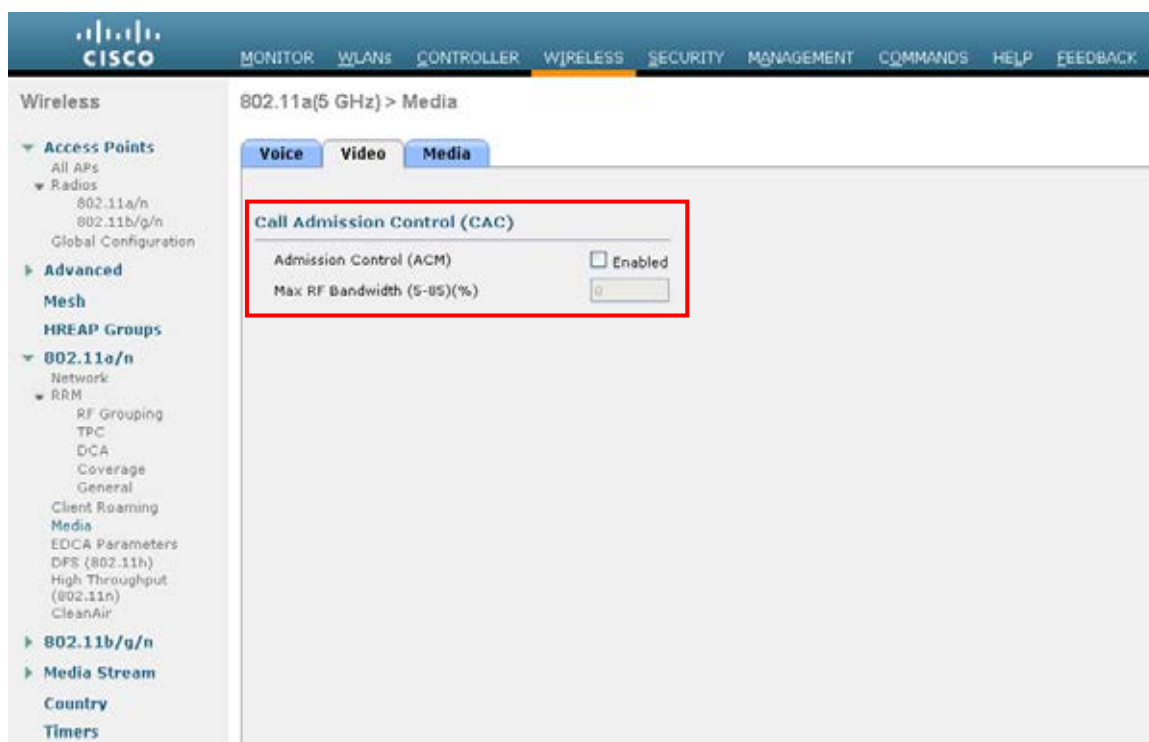 CISCO
MONITOR WLANs CONTROLLER WIRELESS SECURITY MANAGEMENT COMMANDS HELP FEEDBACK
Wireless
Access Points
All APs
Radios
802.11a/n
802.11b/g/n
Global Configuration
Advanced
Mesh
HREAP Groups
802.11a/n
Network
RRM
RF Grouping
TPC
DCA
Coverage
General
Client Roaming
Media
EDCA Parameters
DFS (802.11h)
High Throughput
(802.11n)
CleanAir
802.11b/g/n
Media Stream
Country
Timers
802.11a(5 GHz) > Media
Voice Video Media
Call Admission Control (CAC)
Admission Control (ACM) Enabled
Max RF Bandwidth (5-85)(%) 0